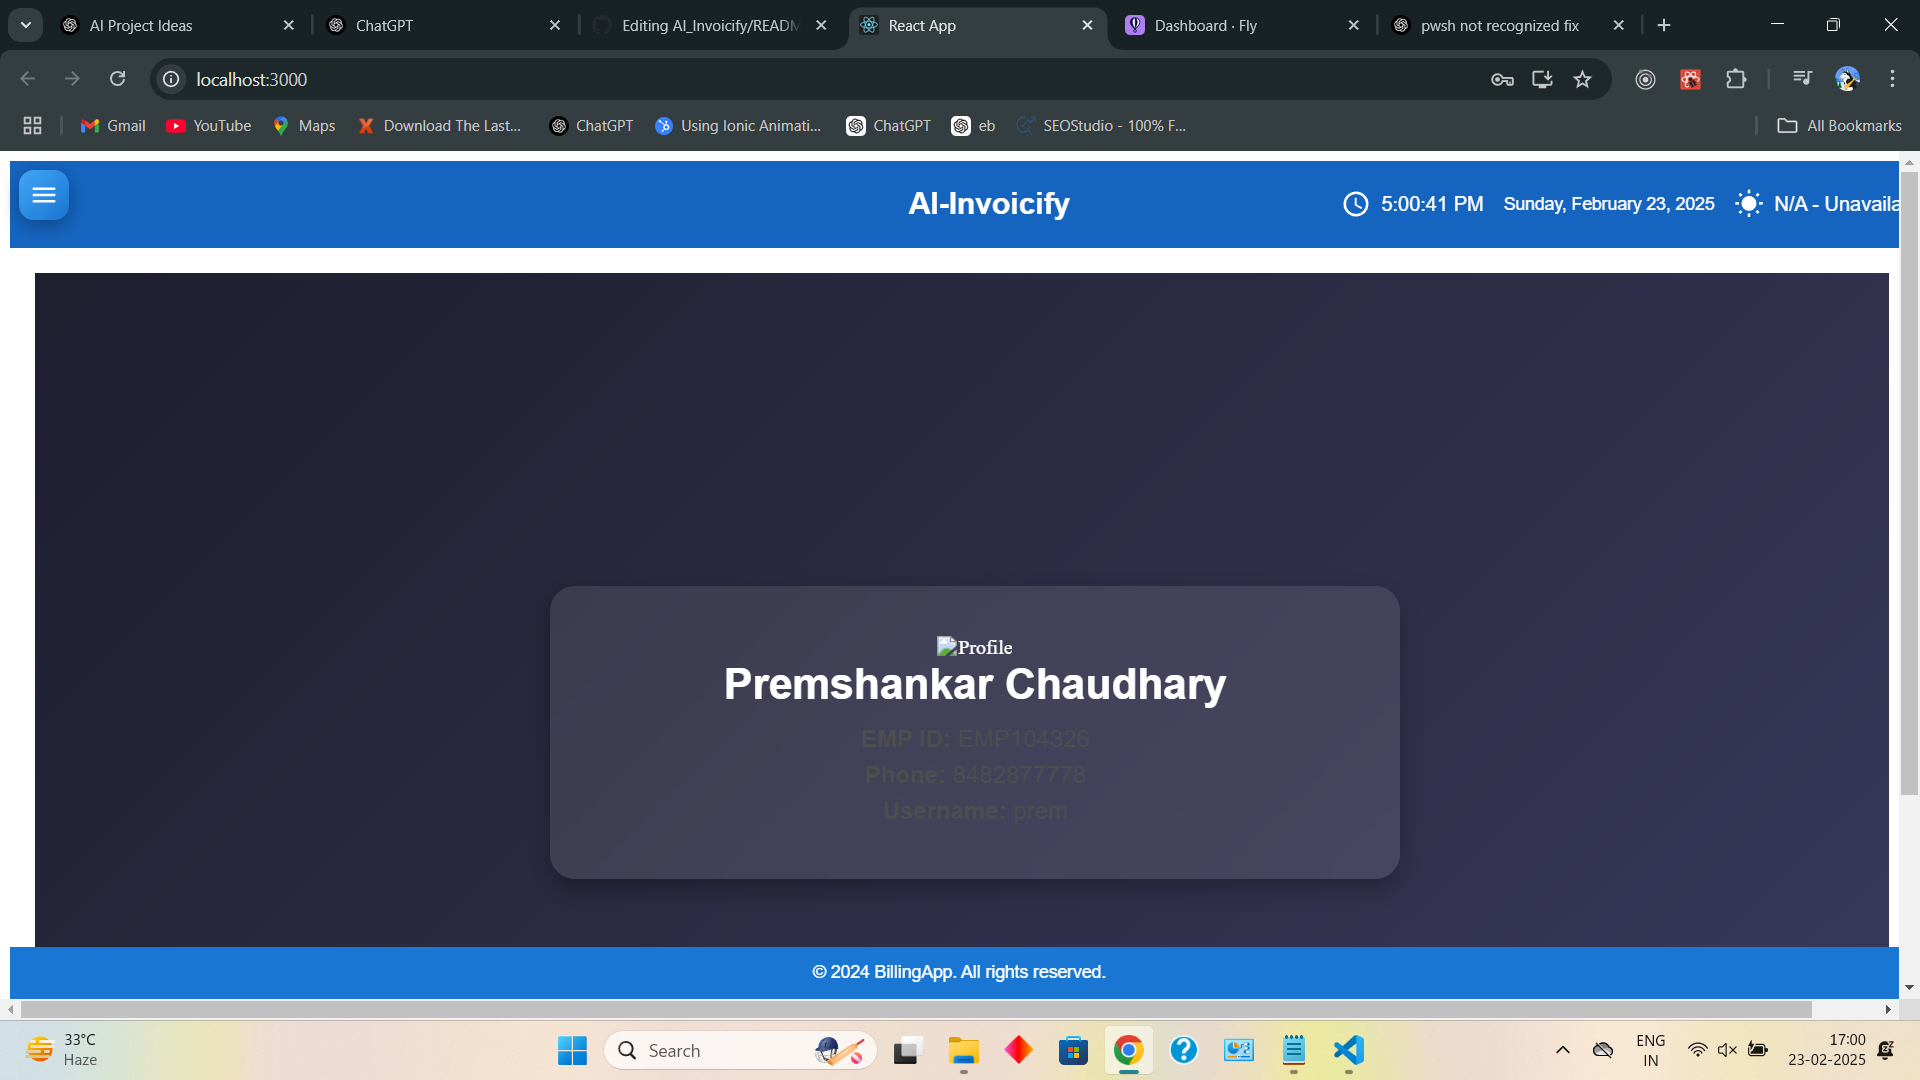 AI Project Ideas
ChatGPT
Editing AI_Invoicify/READM
React App
Dashboard · Fly
pwsh not recognized fix
localhost:3000
Gmail
YouTube
Maps
Download The Last...
ChatGPT
Using Ionic Animati...
ChatGPT
eb
SEOStudio - 100% F...
All Bookmarks
AI-Invoicify
5:00:41 PM
Sunday, February 23, 2025
N/A - Unavaila
Profile
Premshankar Chaudhary
EMP ID: EMP104326
Phone: 8482877778
Username: prem
© 2024 BillingApp. All rights reserved.
33°C
Haze
Search
ENG
IN
17:00
23-02-2025